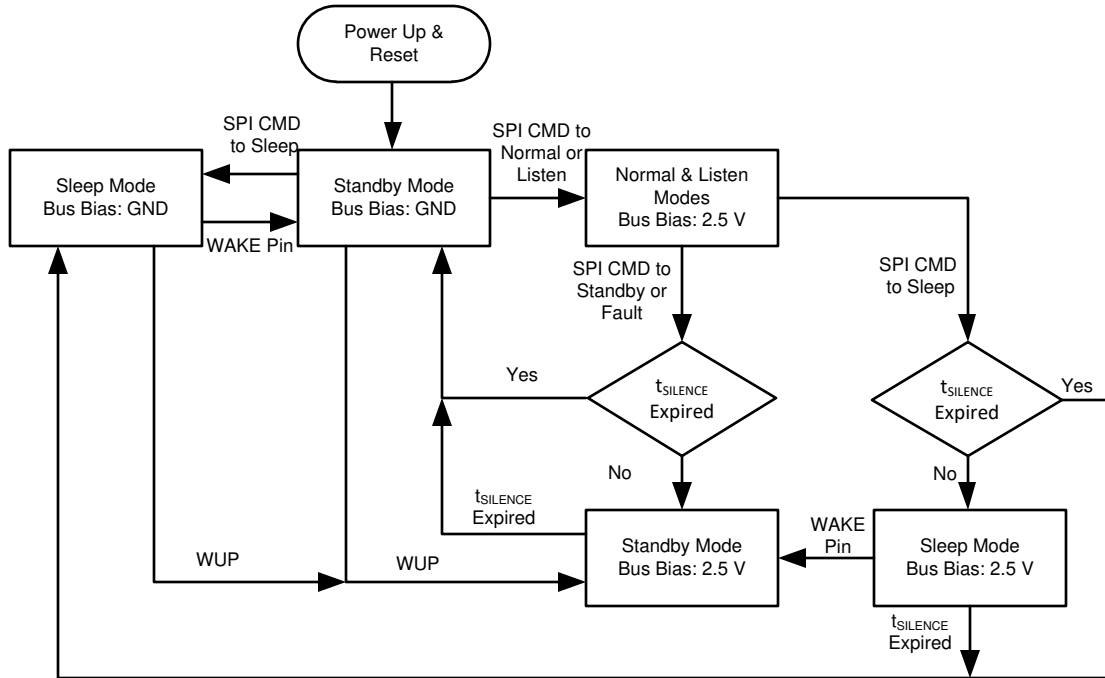 Power Up &
Reset
SPI CMD
to Sleep
SPI CMD to
Normal or
Listen
Sleep Mode
Bus Bias: GND
Standby Mode
Bus Bias: GND
Normal & Listen
Modes
Bus Bias: 2.5 V
WAKE Pin
SPI CMD to
Standby or
Fault
SPI CMD
to Sleep
Yes
tSILENCE
Expired
tSILENCE
Expired
Yes
No
No
tSILENCE
Expired
Standby Mode
Bus Bias: 2.5 V
WAKE
Pin
Sleep Mode
Bus Bias: 2.5 V
WUP
WUP
tSILENCE
Expired